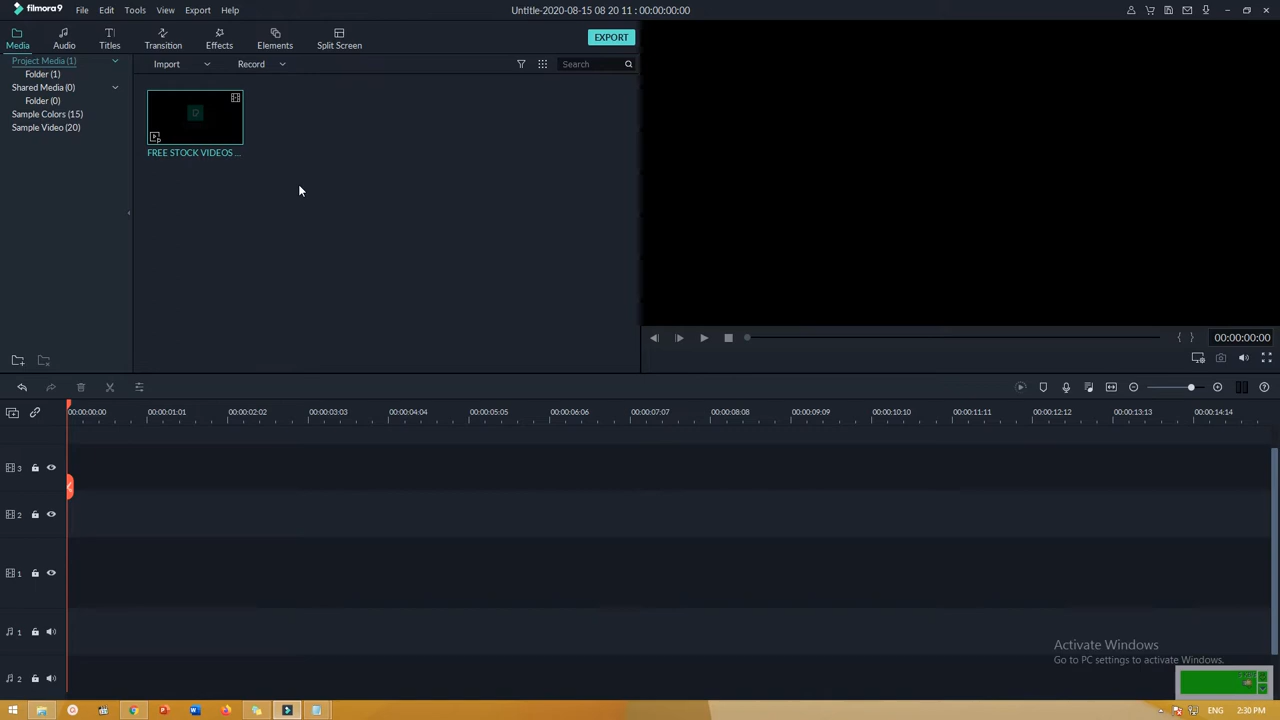 filmora9 File Edit Tools View Export Help Untitle-2020-08-15 08 20 11 : 00:00:00:00
Media Audio Titles Transition Effects Elements Split Screen EXPORT
Project Media (1)
Folder (1)
Shared Media (0)
Folder (0)
Sample Colors (15)
Sample Video (20)
Import Record Search
FREE STOCK VIDEOS ...
00:00:00:00
00:00:00:00 00:00:01:01 00:00:02:02 00:00:03:03 00:00:04:04 00:00:05:05 00:00:06:06 00:00:07:07 00:00:08:08 00:00:09:09 00:00:10:10 00:00:11:11 00:00:12:12 00:00:13:13 00:00:14:14
3
2
1
1
2
Activate Windows
Go to PC settings to activate Windows.
ENG 2:30 PM